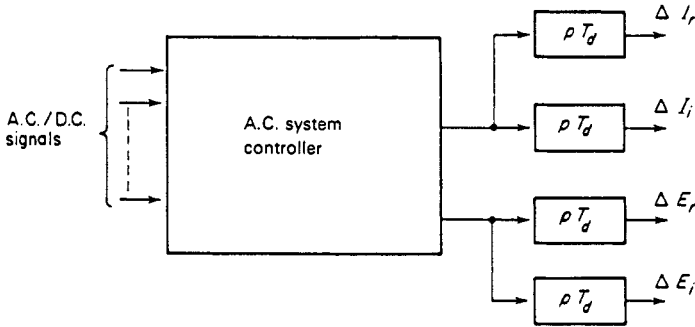 p T_d
Δ I_r
A.C./D.C.
signals
A.C. system
controller
p T_d
Δ I_i
p T_d
Δ E_r
p T_d
Δ E_i